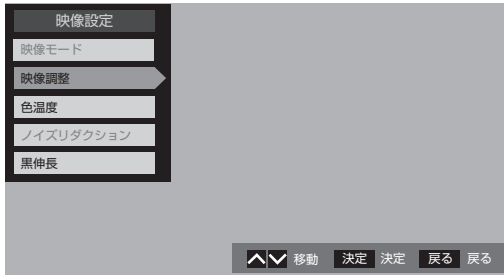 映像設定
映像モード
映像調整
色温度
ノイズリダクション
黒伸長
移動 決定 決定 戻る 戻る